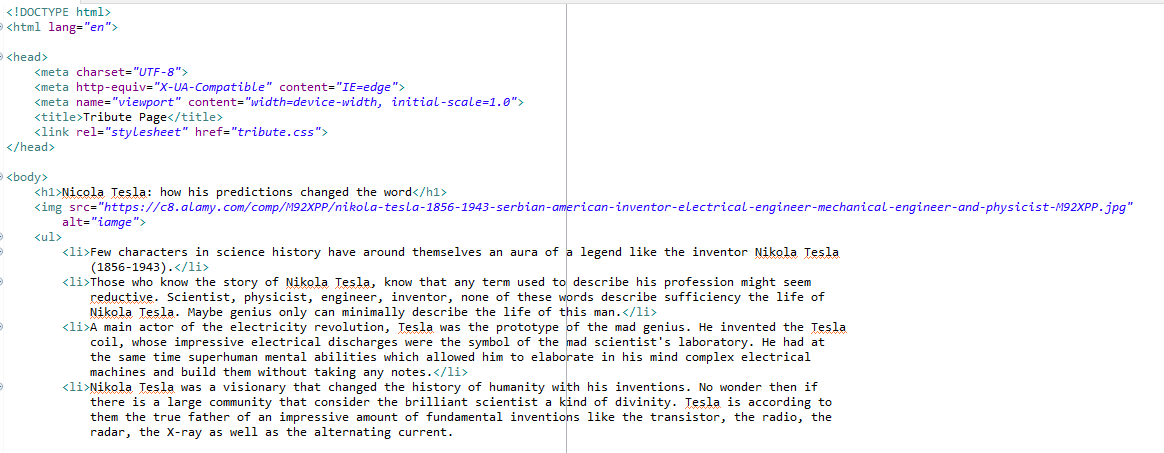 <!DOCTYPE html>
<html lang="en">
<head>
<meta charset="UTF-8">
<meta http-equiv="X-UA-Compatible" content="IE=edge">
<meta name="viewport" content="width=device-width, initial-scale=1.0">
<title>Tribute Page</title>
<link rel="stylesheet" href="tribute.css">
</head>
<body>
<h1>Nicola Tesla: how his predictions changed the word</h1>
<img src="https://c8.alamy.com/comp/M92XPP/nikola-tesla-1856-1943-serbian-american-inventor-electrical-engineer-mechanical-engineer-and-physicist-M92XPP.jpg"
alt="iamge">
<ul>
<li>Few characters in science history have around themselves an aura of a legend like the inventor Nikola Tesla
(1856-1943).</li>
<li>Those who know the story of Nikola Tesla, know that any term used to describe his profession might seem
reductive. Scientist, physicist, engineer, inventor, none of these words describe sufficiency the life of
Nikola Tesla. Maybe genius only can minimally describe the life of this man.</li>
<li>A main actor of the electricity revolution, Tesla was the prototype of the mad genius. He invented the Tesla
coil, whose impressive electrical discharges were the symbol of the mad scientist's laboratory. He had at
the same time superhuman mental abilities which allowed him to elaborate in his mind complex electrical
machines and build them without taking any notes.</li>
<li>Nikola Tesla was a visionary that changed the history of humanity with his inventions. No wonder then if
there is a large community that consider the brilliant scientist a kind of divinity. Tesla is according to
them the true father of an impressive amount of fundamental inventions like the transistor, the radio, the
radar, the X-ray as well as the alternating current.